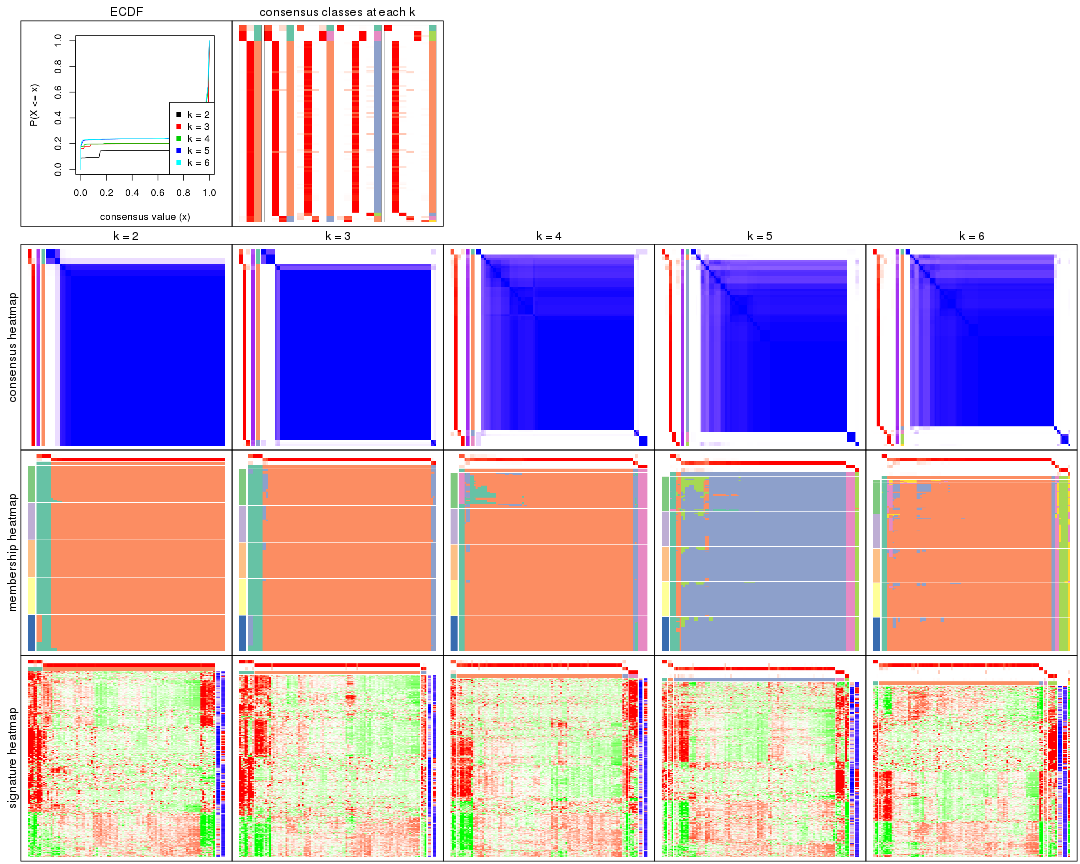 ECDF
consensus classes at each k
P(X <= x)
1.0
0.8
0.6
0.4
0.2
0.0
k = 2
k = 3
k = 4
k = 5
k = 6
0.0 0.2 0.4 0.6 0.8 1.0
consensus value (x)
k = 2
k = 3
k = 4
k = 5
k = 6
consensus heatmap
membership heatmap
signature heatmap